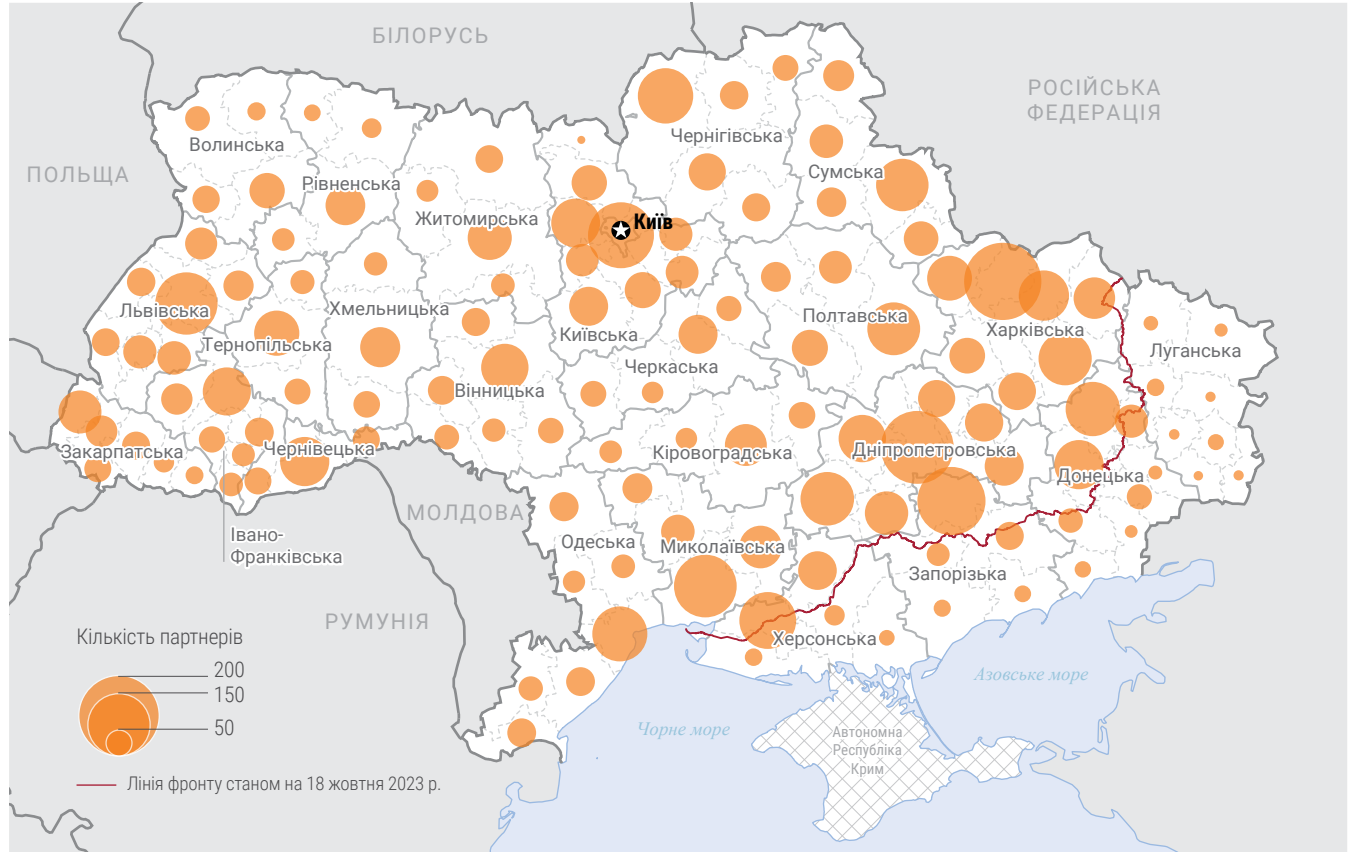 БІЛОРУСЬ
РОСІЙСЬКА
ФЕДЕРАЦІЯ
ПОЛЬЩА
Волинська
Рівненська
Житомирська
Чернігівська
Сумська
Київ
Львівська
Тернопільська
Хмельницька
Київська
Черкаська
Полтавська
Харківська
Луганська
Вінницька
Закарпатська
Чернівецька
Кіровоградська
Дніпропетровська
Донецька
Івано-
Франківська
МОЛДОВА
Одеська
Миколаївська
Запорізька
Херсонська
РУМУНІЯ
Азовське море
Чорне море
Автономна
Республіка
Крим
Кількість партнерів
200
150
50
Лінія фронту станом на 18 жовтня 2023 р.